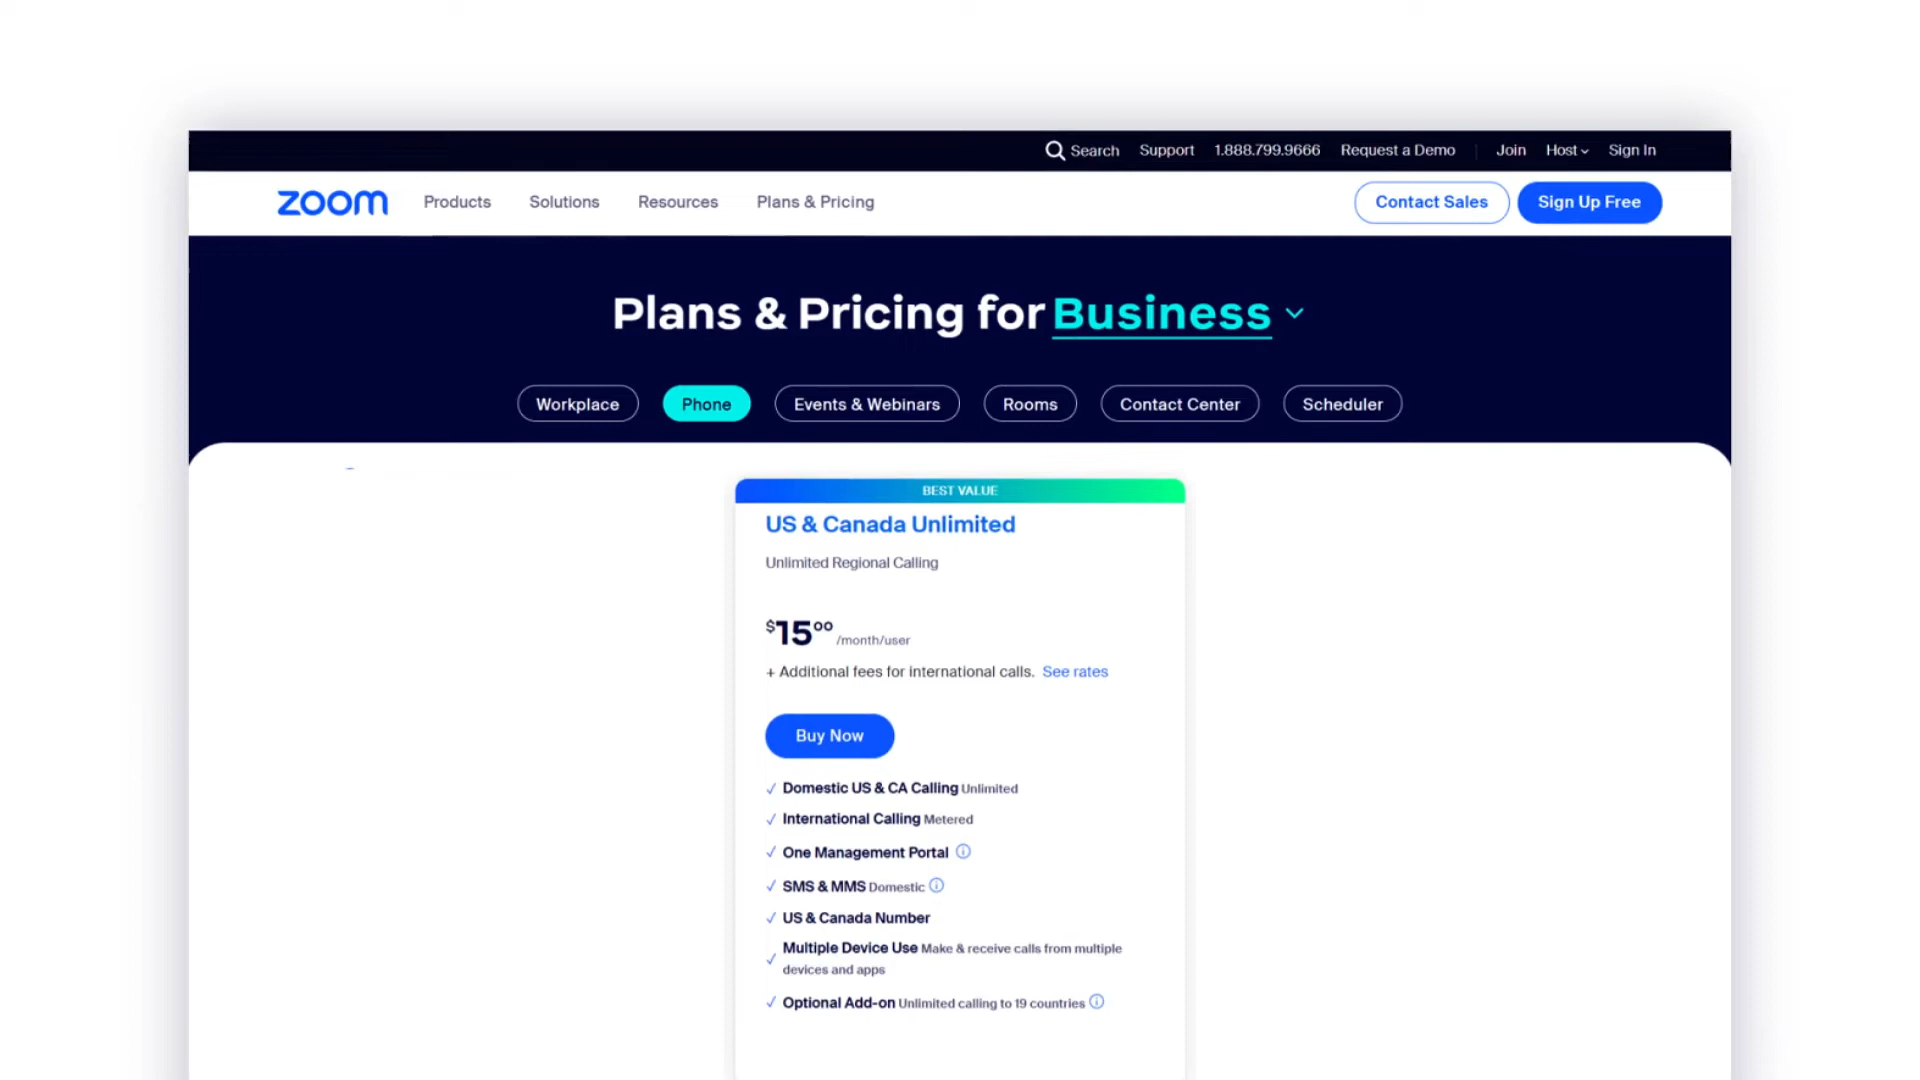 Search Support 1.888.799.9666 Request a Demo Join Host Sign In
zoom Products Solutions Resources Plans & Pricing Contact Sales Sign Up Free
Plans & Pricing for Business
Workplace Phone Events & Webinars Rooms Contact Center Scheduler
BEST VALUE
US & Canada Unlimited
Unlimited Regional Calling
$1500 /month/user
+ Additional fees for international calls. See rates
Buy Now
✓ Domestic US & CA Calling Unlimited
✓ International Calling Metered
✓ One Management Portal
✓ SMS & MMS Domestic
✓ US & Canada Number
✓ Multiple Device Use Make & receive calls from multiple
devices and apps
✓ Optional Add-on Unlimited calling to 19 countries